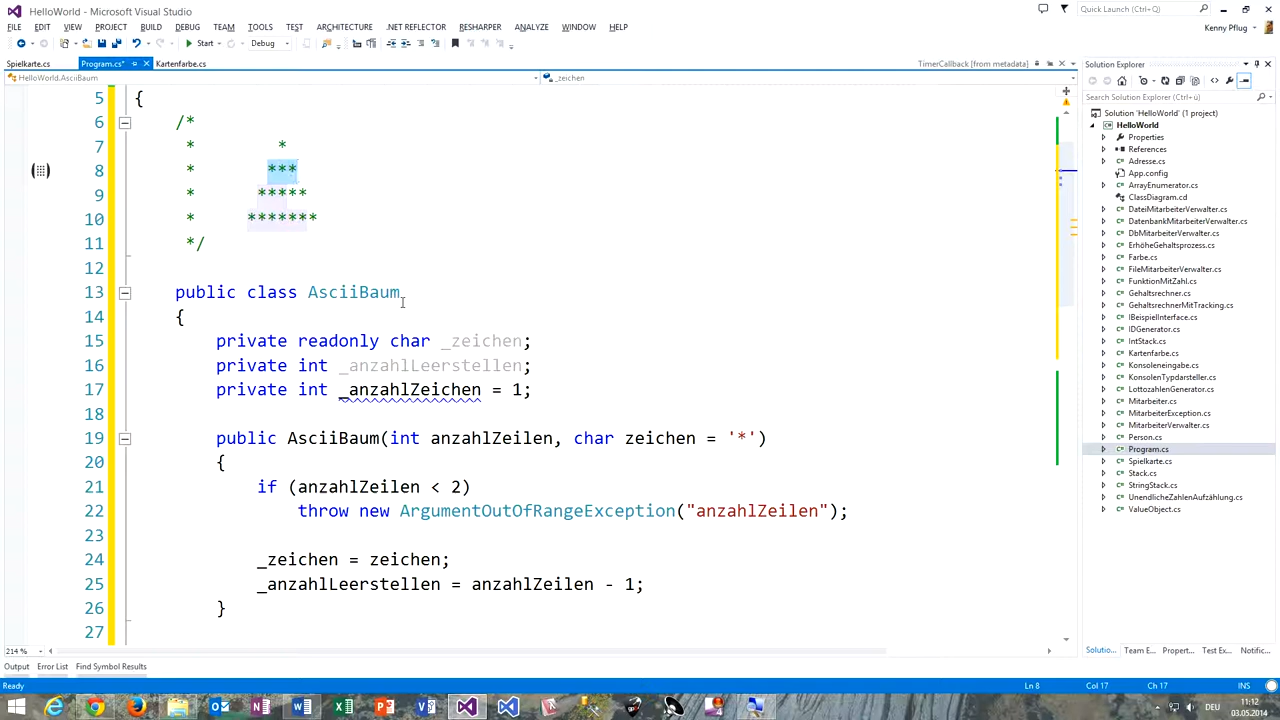 HelloWorld - Microsoft Visual Studio
Quick Launch (Ctrl+Ü)
FILE EDIT VIEW PROJECT BUILD DEBUG TEAM TOOLS TEST ARCHITECTURE .NET REFLECTOR RESHARPER ANALYZE WINDOW HELP
Kenny Pflug
Start Debug
Spielkarte.cs Program.cs* Kartenfarbe.cs TimerCallback [from metadata]
HelloWorld.AsciiBaum _zeichen
5 {
6 /*
7 * *
8 * ***
9 * *****
10 * *******
11 */
12
13 public class AsciiBaum
14 {
15 private readonly char _zeichen;
16 private int _anzahlLeerstellen;
17 private int _anzahlZeichen = 1;
18
19 public AsciiBaum(int anzahlZeilen, char zeichen = '*')
20 {
21 if (anzahlZeilen < 2)
22 throw new ArgumentOutOfRangeException("anzahlZeilen");
23
24 _zeichen = zeichen;
25 _anzahlLeerstellen = anzahlZeilen - 1;
26 }
27
214 %
Solution Explorer
Search Solution Explorer (Ctrl+ü)
Solution 'HelloWorld' (1 project)
HelloWorld
Properties
References
Adresse.cs
App.config
ArrayEnumerator.cs
ClassDiagram.cd
DateiMitarbeiterVerwalter.cs
DatenbankMitarbeiterVerwalter.cs
DbMitarbeiterVerwalter.cs
ErhöheGehaltsprozess.cs
Farbe.cs
FileMitarbeiterVerwalter.cs
FunktionMitZahl.cs
Gehaltsrechner.cs
GehaltsrechnerMitTracking.cs
IBeispielInterface.cs
IDGenerator.cs
IntStack.cs
Kartenfarbe.cs
Konsoleneingabe.cs
KonsolenTypdarsteller.cs
LottozahlenGenerator.cs
Mitarbeiter.cs
MitarbeiterException.cs
MitarbeiterVerwalter.cs
Person.cs
Program.cs
Spielkarte.cs
Stack.cs
StringStack.cs
UnendlicheZahlenAufzählung.cs
ValueObject.cs
Solutio... Team E... Propert... Test Ex... Notific...
Output Error List Find Symbol Results
Ready Ln 8 Col 17 Ch 17 INS
DEU 11:12
03.05.2014